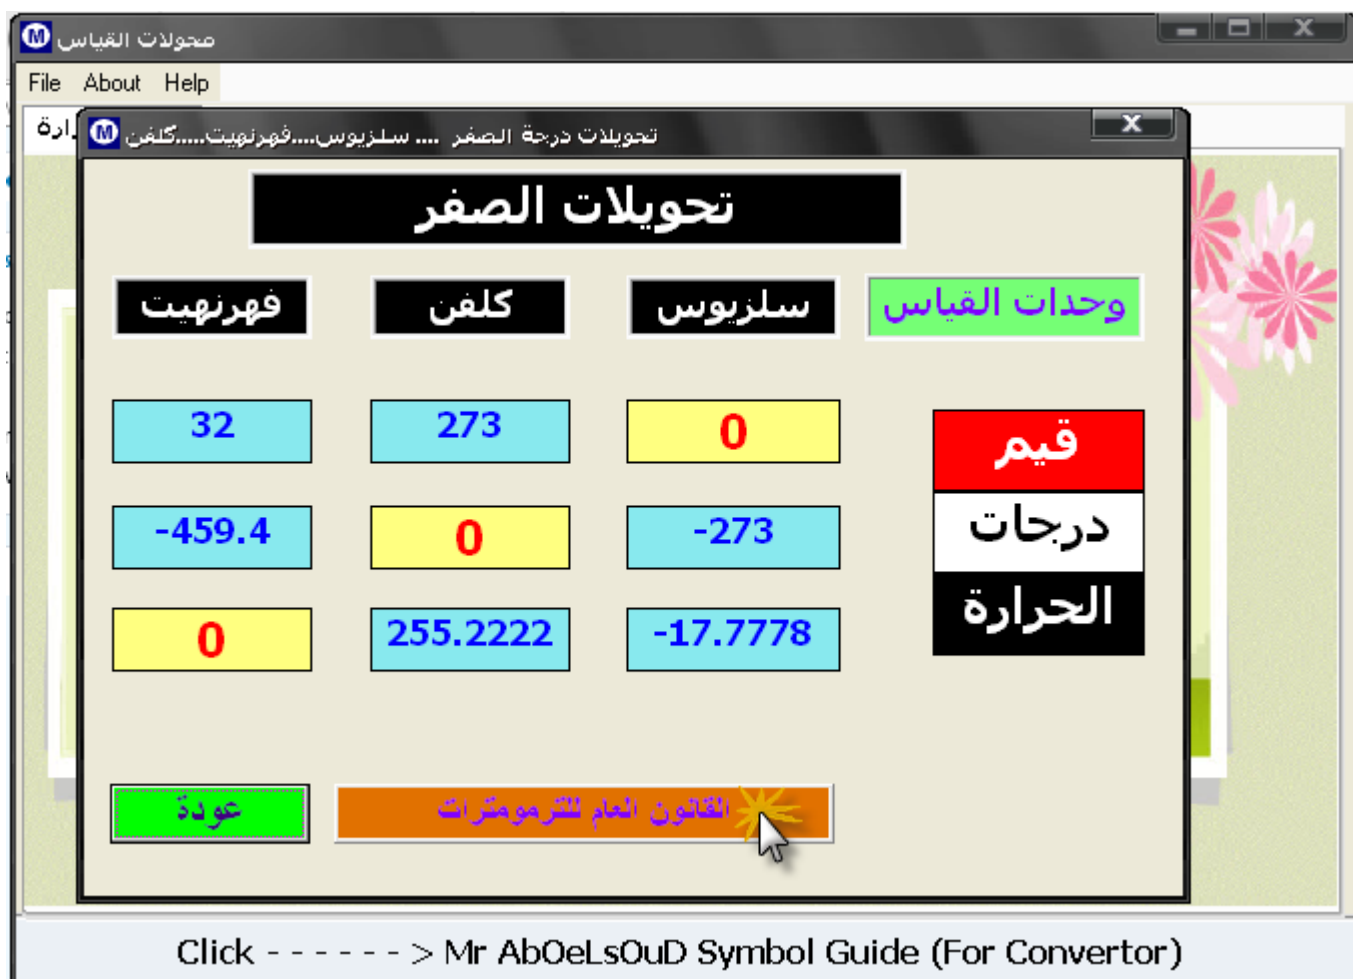 محولات القياس
File About Help
رارة
تحويلات درجة الصفر .... سلزيوس....فهرنهيت.....كلفن
X
تحويلات الصفر
وحدات القياس سلزيوس كلفن فهرنهيت
0 273 32
-273 0 -459.4
-17.7778 255.2222 0
قيم
درجات
الحرارة
القانون العام للترمومترات
عودة
Click - - - - - - > Mr AbOeLsOuD Symbol Guide (For Convertor)